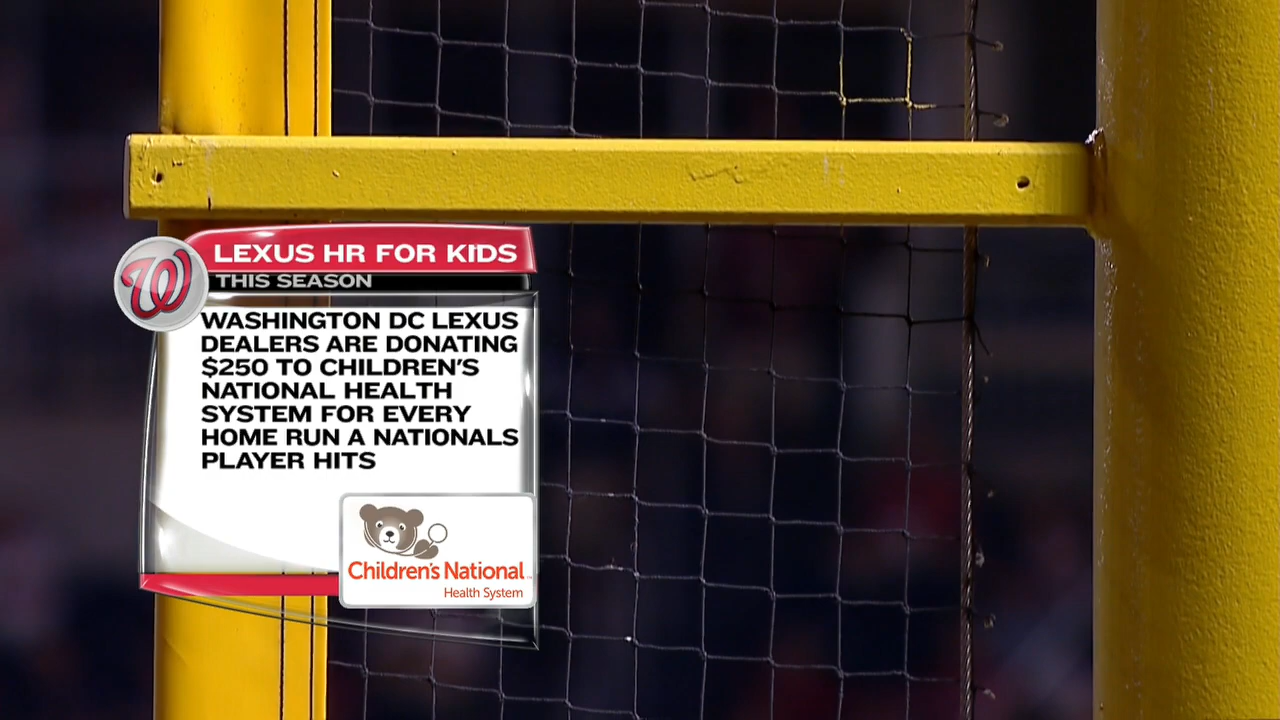 LEXUS HR FOR KIDS
THIS SEASON
WASHINGTON DC LEXUS
DEALERS ARE DONATING
$250 TO CHILDREN'S
NATIONAL HEALTH
SYSTEM FOR EVERY
HOME RUN A NATIONALS
PLAYER HITS
Children's National
Health System